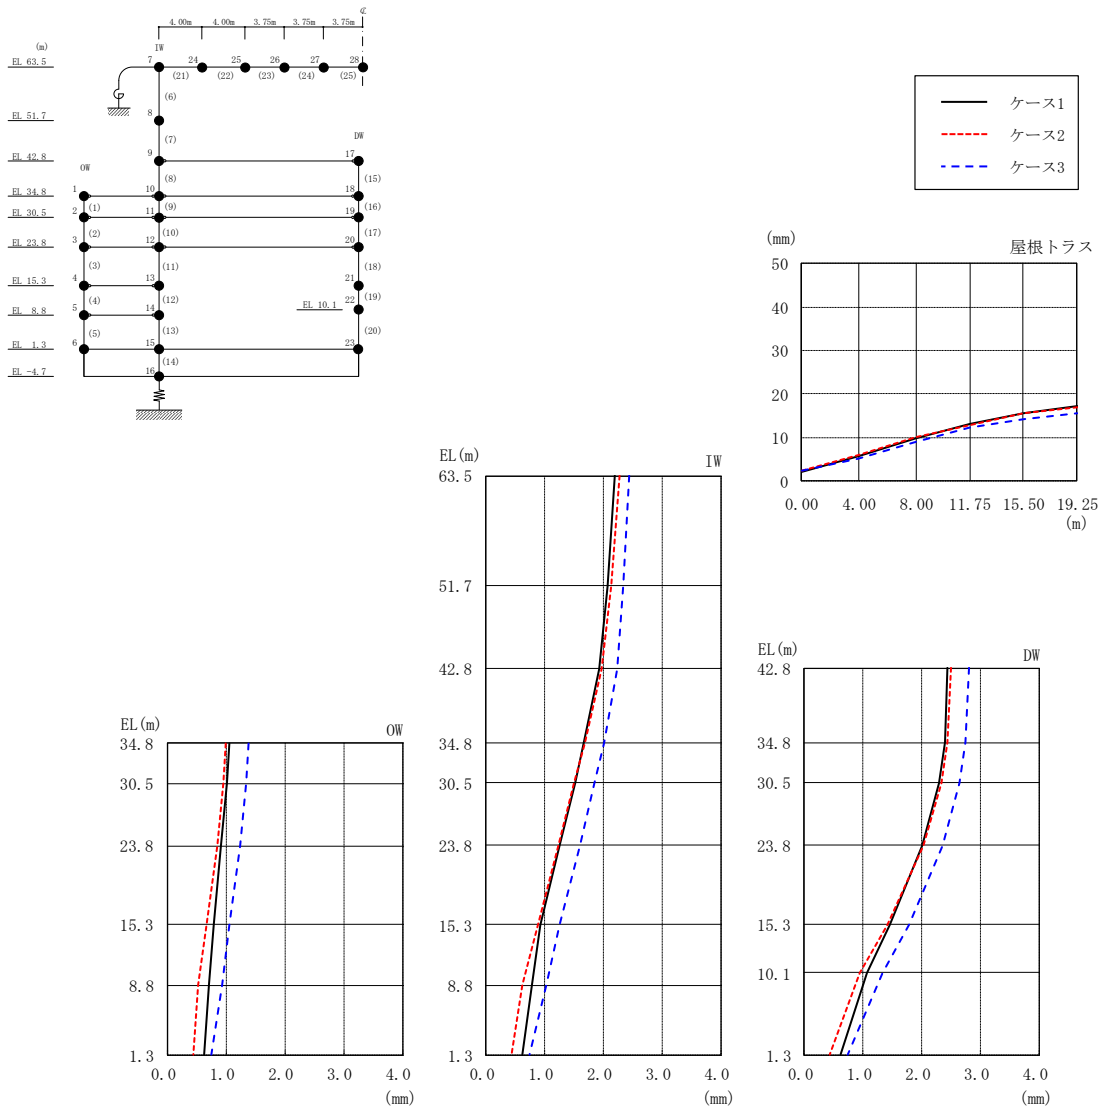 ℄
4.00m 4.00m 3.75m 3.75m 3.75m
(m)
IW
EL 63.5 7 24 25 26 27 28
(21) (22) (23) (24) (25)
(6)
EL 51.7 8
(7)
DW
EL 42.8 9 17
OW
(8) (15)
EL 34.8 1 10 18
(1) (9) (16)
EL 30.5 2 11 19
(2) (10) (17)
EL 23.8 3 12 20
(3) (11) (18)
EL 15.3 4 13 21
(4) (12) (19)
EL 10.1 22
EL 8.8 5 14
(5) (13) (20)
EL 1.3 6 15 23
(14)
EL -4.7 16
ケース1
ケース2
ケース3
(mm) 屋根トラス
50
40
30
20
10
0
0.00 4.00 8.00 11.75 15.50 19.25
(m)
EL(m) OW
34.8
30.5
23.8
15.3
8.8
1.3
0.0 1.0 2.0 3.0 4.0
(mm)
EL(m) IW
63.5
51.7
42.8
34.8
30.5
23.8
15.3
8.8
1.3
0.0 1.0 2.0 3.0 4.0
(mm)
EL(m) DW
42.8
34.8
30.5
23.8
15.3
10.1
1.3
0.0 1.0 2.0 3.0 4.0
(mm)